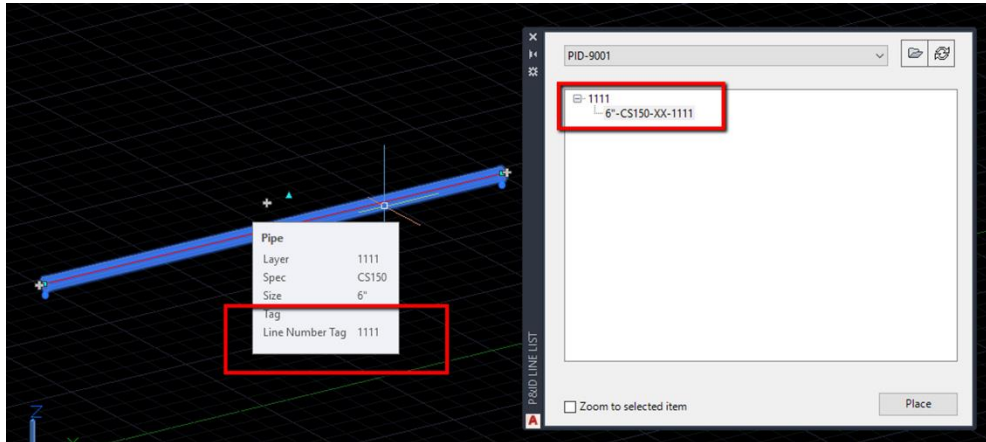 PID-9001
1111
6"-CS150-XX-1111
Pipe
Layer 1111
Spec CS150
Size 6"
Tag
Line Number Tag 1111
P&ID LINE LIST
Zoom to selected item
Place
A
Z
Y